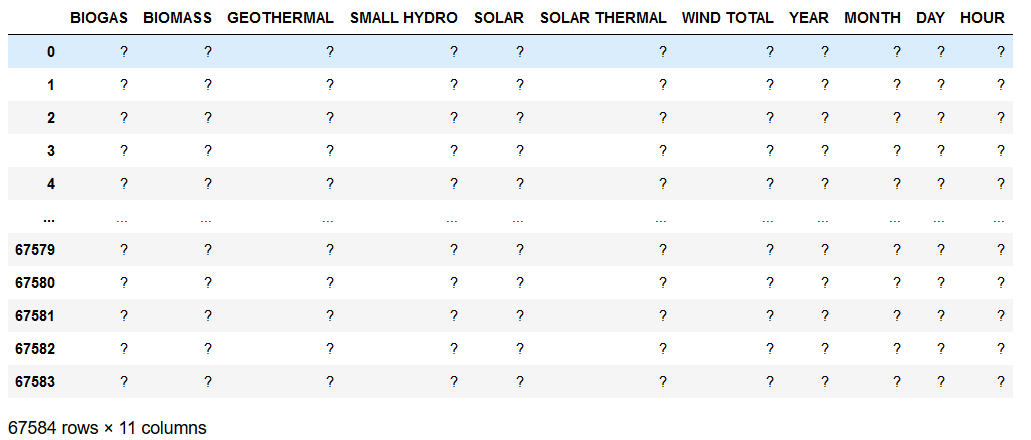 BIOGAS BIOMASS GEOTHERMAL SMALL HYDRO SOLAR SOLAR THERMAL WIND TOTAL YEAR MONTH DAY HOUR
0 ? ? ? ? ? ? ? ? ? ? ?
1 ? ? ? ? ? ? ? ? ? ? ?
2 ? ? ? ? ? ? ? ? ? ? ?
3 ? ? ? ? ? ? ? ? ? ? ?
4 ? ? ? ? ? ? ? ? ? ? ?
... ... ... ... ... ... ... ... ... ... ... ...
67579 ? ? ? ? ? ? ? ? ? ? ?
67580 ? ? ? ? ? ? ? ? ? ? ?
67581 ? ? ? ? ? ? ? ? ? ? ?
67582 ? ? ? ? ? ? ? ? ? ? ?
67583 ? ? ? ? ? ? ? ? ? ? ?
67584 rows × 11 columns